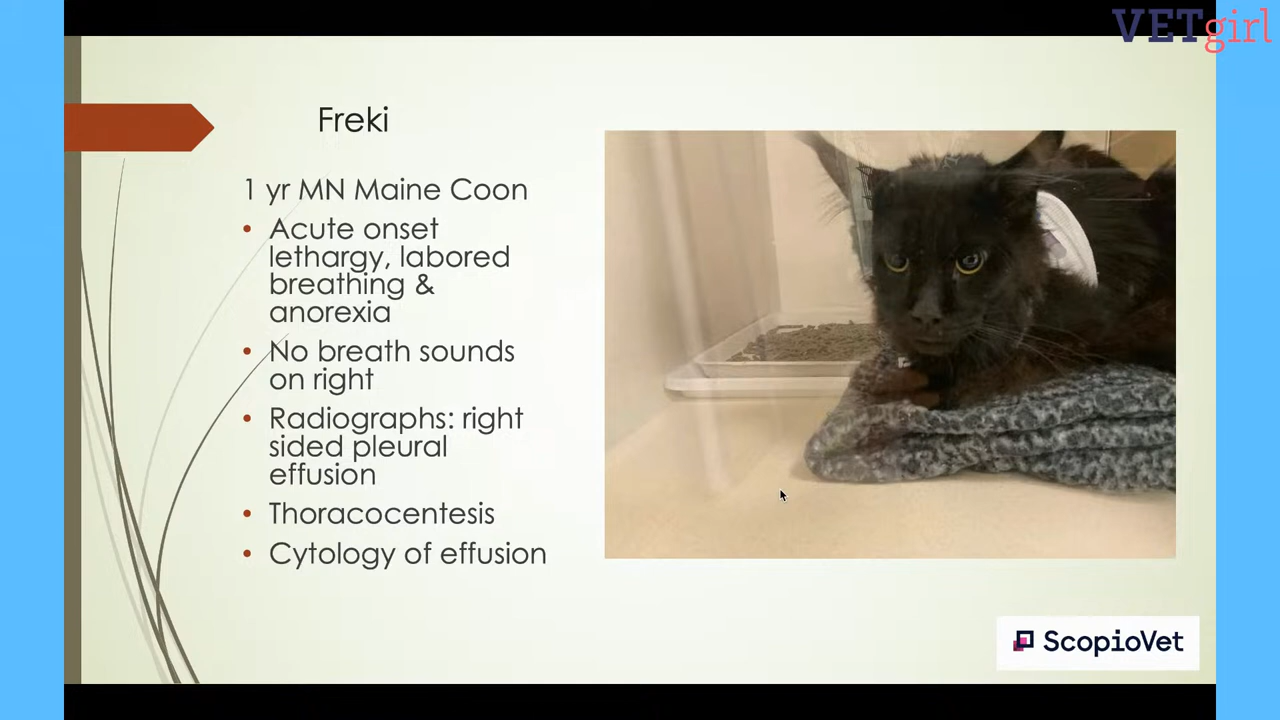 VETgirl
Freki
1 yr MN Maine Coon
• Acute onset
lethargy, labored
breathing &
anorexia
• No breath sounds
on right
• Radiographs: right
sided pleural
effusion
• Thoracocentesis
• Cytology of effusion
ScopioVet